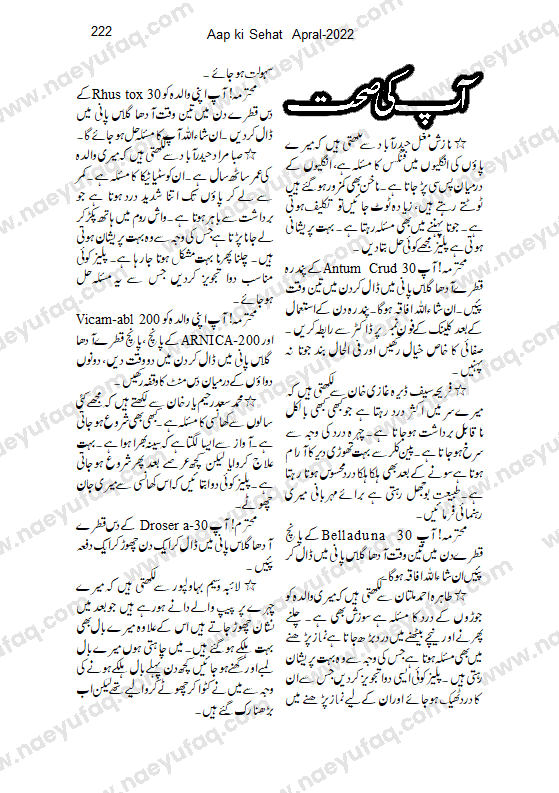 222
Aap ki Sehat Apral-2022
آپ کی صحت
☆ نازش مغل حیدرآباد سے لکھتی ہیں کہ میرے
پاؤں کی انگلیوں میں فنگس کا مسئلہ ہے، انگلیوں کے
درمیان پس سی پڑ جاتا ہے۔ ناخن بھی کمزور ہو گئے ہیں
ٹوٹتے رہتے ہیں، زیادہ ٹوٹ جائیں تو تکلیف ہوتی
ہے۔ جوتا پہننے میں بھی مسئلہ رہتا ہے۔ بہت پریشانی
ہوتی ہے پلیز مجھے کوئی حل بتا دیں۔
محترمہ! آپ Antum Crud 30 کے پندرہ
قطرے آدھا گلاس پانی میں ڈال کر دن میں تین وقت
پئیں۔ ان شاء اللہ افاقہ ہوگا۔ پندرہ دن کے استعمال
کے بعد کلینک کے فون نمبر پر ڈاکٹر سے رابطہ کریں۔
صفائی کا خاص خیال رکھیں اور فی الحال بند جوتا نہ
پہنیں۔
☆ فریحہ سیف ڈیرہ غازی خان سے لکھتی ہیں کہ
میرے سر میں اکثر درد رہتا ہے جو کبھی کبھی بالکل
نا قابل برداشت ہو جاتا ہے۔ چہرہ درد کی وجہ سے
سرخ ہو جاتا ہے۔ پین کلر سے بہت تھوڑی دیر کا آرام
ہوتا ہے سونے کے بعد بھی ہلکا ہلکا درد محسوس ہوتا رہتا
ہے۔ طبیعت بوجھل رہتی ہے برائے مہربانی میری
رہنمائی فرمائیں۔
محترمہ! آپ Belladuna 30 کے پانچ
قطرے دن میں تین وقت آدھا گلاس پانی میں ڈال کر
پئیں ان شاء اللہ افاقہ ہوگا۔
☆ طاہرہ احمد ملتان سے لکھتی ہیں کہ میری والدہ کو
جوڑوں کے درد کا مسئلہ ہے سوزش بھی ہے۔ چلنے
پھرنے اور نیچے بیٹھنے میں درد بڑھ جاتا ہے نماز پڑھنے
میں بھی مسئلہ ہوتا ہے جس کی وجہ سے وہ بہت پریشان
رہتی ہیں۔ پلیز کوئی ایسی دوا تجویز کردیں جس سے ان
کا درد ٹھیک ہو جائے اور ان کے لیے نماز پڑھنے میں
سہولت ہو جائے۔
محترمہ! آپ اپنی والدہ کو Rhus tox 30 کے
دس قطرے دن میں تین وقت آدھا گلاس پانی میں
ڈال کر دیں۔ ان شاء اللہ آپ کا مسئلہ حل ہو جائے گا۔
☆ صبا مراد حیدرآباد سے لکھتی ہیں کہ میری والدہ
کی عمر ساٹھ سال ہے۔ ان کو سٹیاٹیکا کا مسئلہ ہے۔ کمر
سے لے کر پاؤں تک اتنا شدید درد ہوتا ہے جو
برداشت سے باہر ہوتا ہے۔ واش روم میں ہاتھ پکڑ کر
لے جانا پڑتا ہے جس کی وجہ سے وہ بہت پریشان ہوتی
ہیں۔ چلنا پھرنا بہت مشکل ہوتا جا رہا ہے۔ پلیز کوئی
مناسب دوا تجویز کردیں جس سے یہ مسئلہ حل
ہو جائے۔
محترمہ! آپ اپنی والدہ کو Vicam-abl 200
اور ARNICA-200 کے پانچ، پانچ قطرے آدھا
گلاس پانی میں ڈال کر دن میں دو وقت دیں، دونوں
دواؤں کے درمیان دس منٹ کا وقفہ رکھیں۔
☆ محمد سعد رحیم یار خان سے لکھتے ہیں کہ مجھے کئی
سالوں سے کھانسی کا مسئلہ ہے۔ کبھی بھی شروع ہو جاتی
ہے۔ آواز سے ایسا لگتا ہے کہ سینہ بھرا ہوا ہے۔ بہت
علاج کروایا لیکن کچھ عرصے بعد پھر شروع ہو جاتی
ہے۔ پلیز کوئی دوا بتائیں کہ اس کھانسی سے میری جان
چھوٹے۔
محترم! آپ Droser a-30 کے دس قطرے
آدھا گلاس پانی میں ڈال کر ایک دن چھوڑ کر ایک دفعہ
پئیں۔
☆ لائبہ وسیم بہاولپور سے لکھتی ہیں کہ میرے
چہرے پر پیپ والے دانے ہورہے ہیں جو بعد میں
نشان چھوڑ جاتے ہیں اس کے علاوہ میرے بال بھی
بہت ہلکے ہو گئے ہیں۔ میں چاہتی ہوں میرے بال
لمبے اور گھنے ہو جائیں کچھ دن پہلے بال ہلکے ہونے کی
وجہ سے میں نے کٹوا کر چھوٹے کروالیے تھے لیکن اب
بڑھنا رک گئے ہیں۔
www.naeyufaq.com